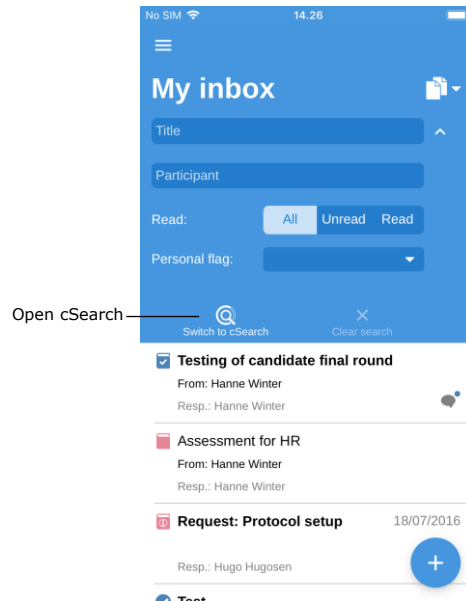 No SIM 14.26
My inbox
Title
Participant
Read: All Unread Read
Personal flag:
Open cSearch
Switch to cSearch Clear search
Testing of candidate final round
From: Hanne Winter
Resp.: Hanne Winter
Assessment for HR
From: Hanne Winter
Resp.: Hanne Winter
Request: Protocol setup 18/07/2016
Resp.: Hugo Hugosen
Test